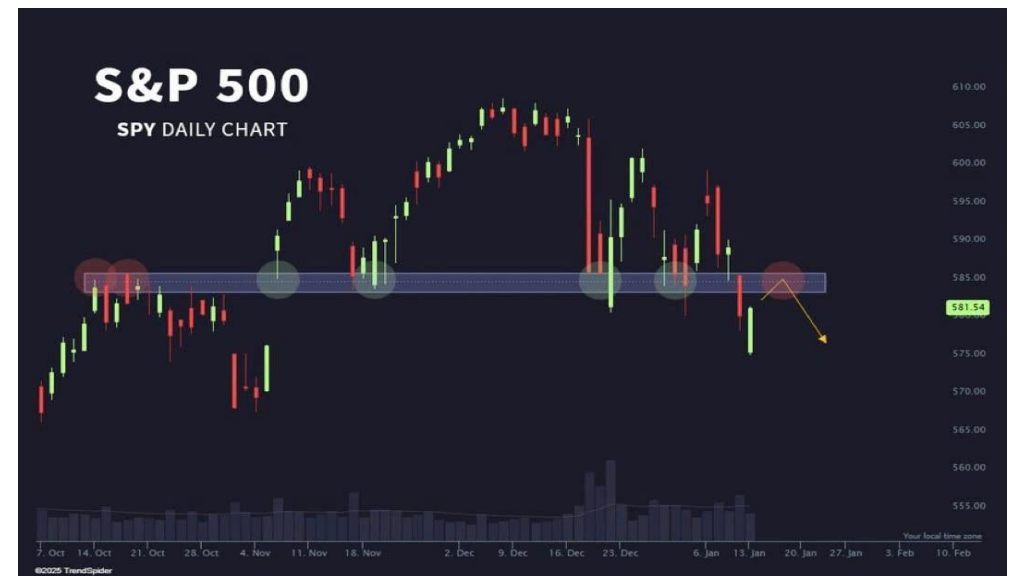 S&P 500
SPY DAILY CHART
610.00
605.00
600.00
595.00
590.00
585.00
581.54
575.00
570.00
565.00
560.00
555.00
Your local time zone
7. Oct 14. Oct 21. Oct 28. Oct 4. Nov 11. Nov 18. Nov 2. Dec 9. Dec 16. Dec 23. Dec 6. Jan 13. Jan 20. Jan 27. Jan 3. Feb 10. Feb
©2025 TrendSpider